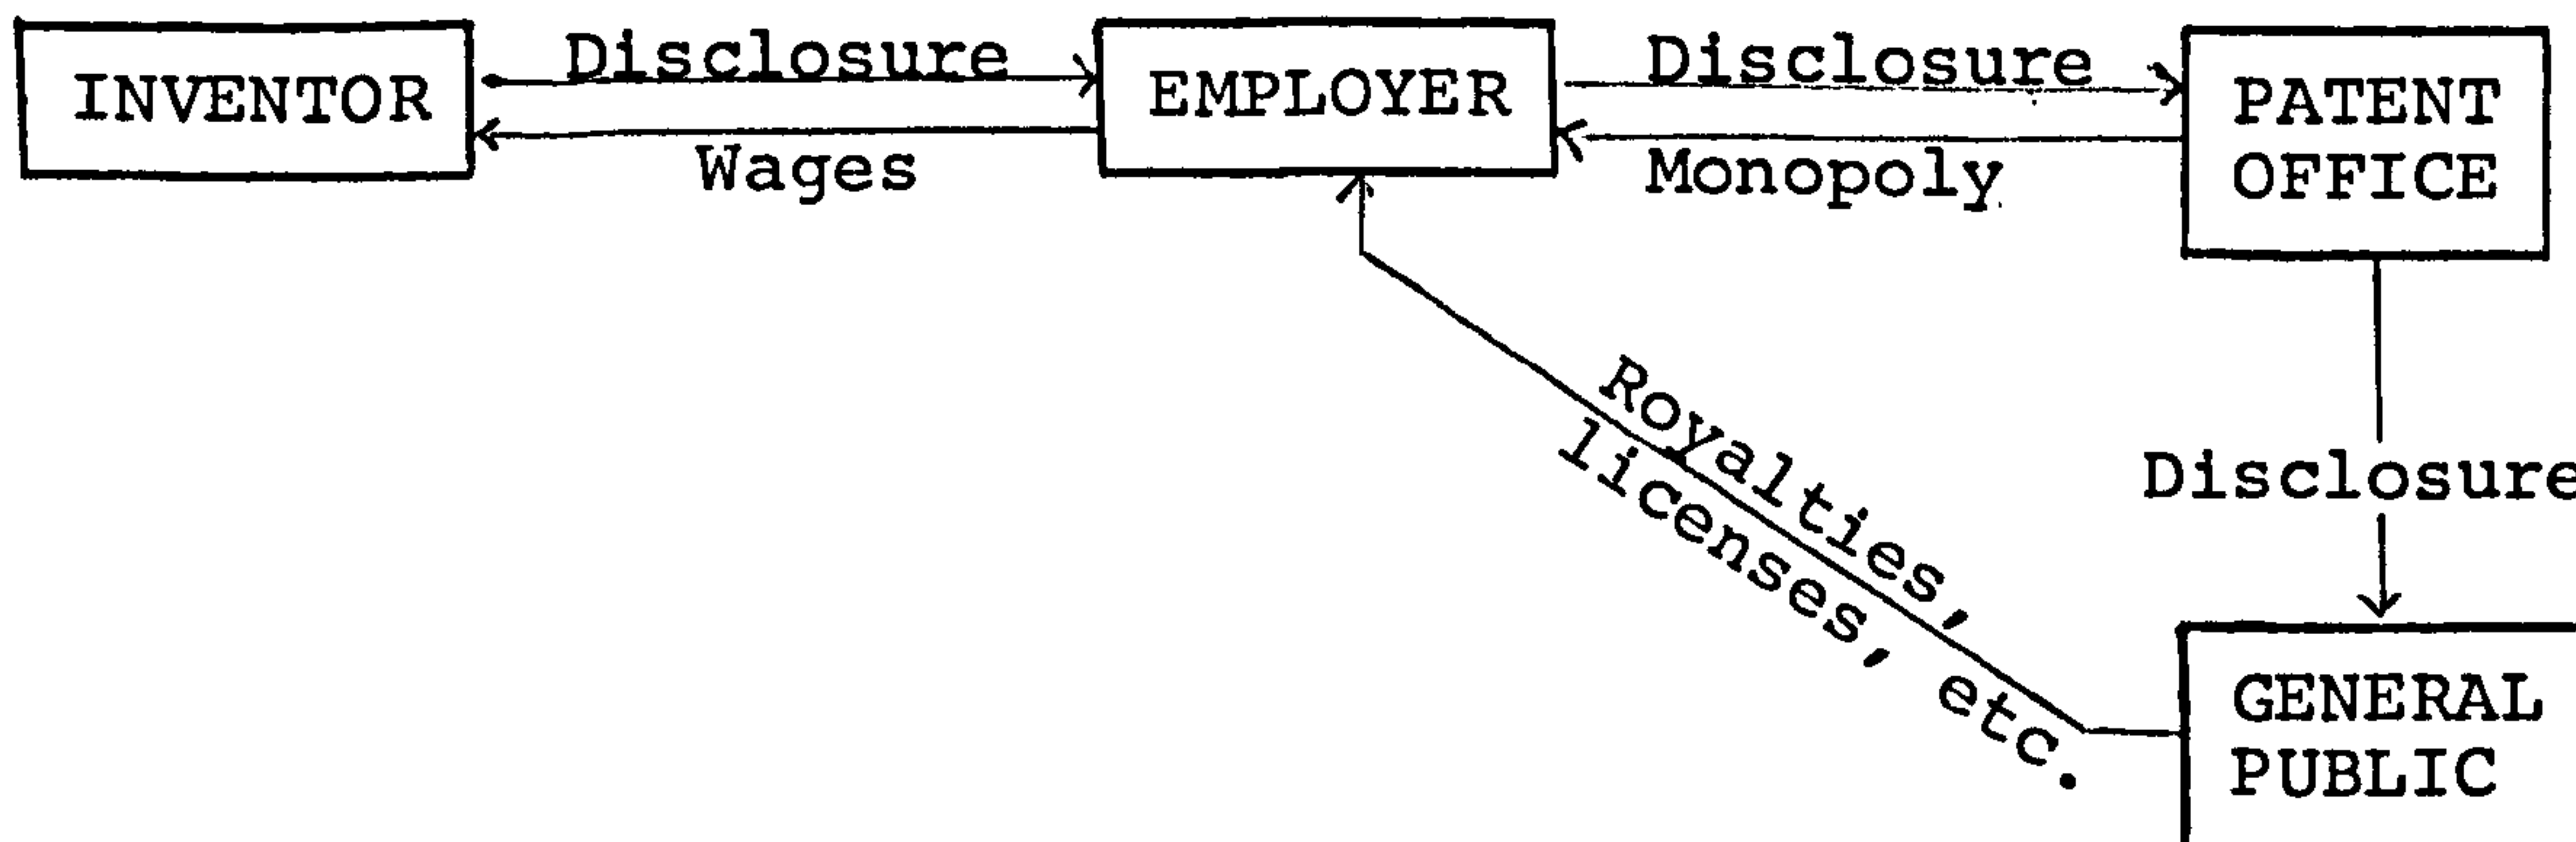 INVENTOR
Disclosure
Wages
EMPLOYER
Disclosure
Monopoly
PATENT
OFFICE
Disclosure
Royalties,
licenses, etc.
GENERAL
PUBLIC